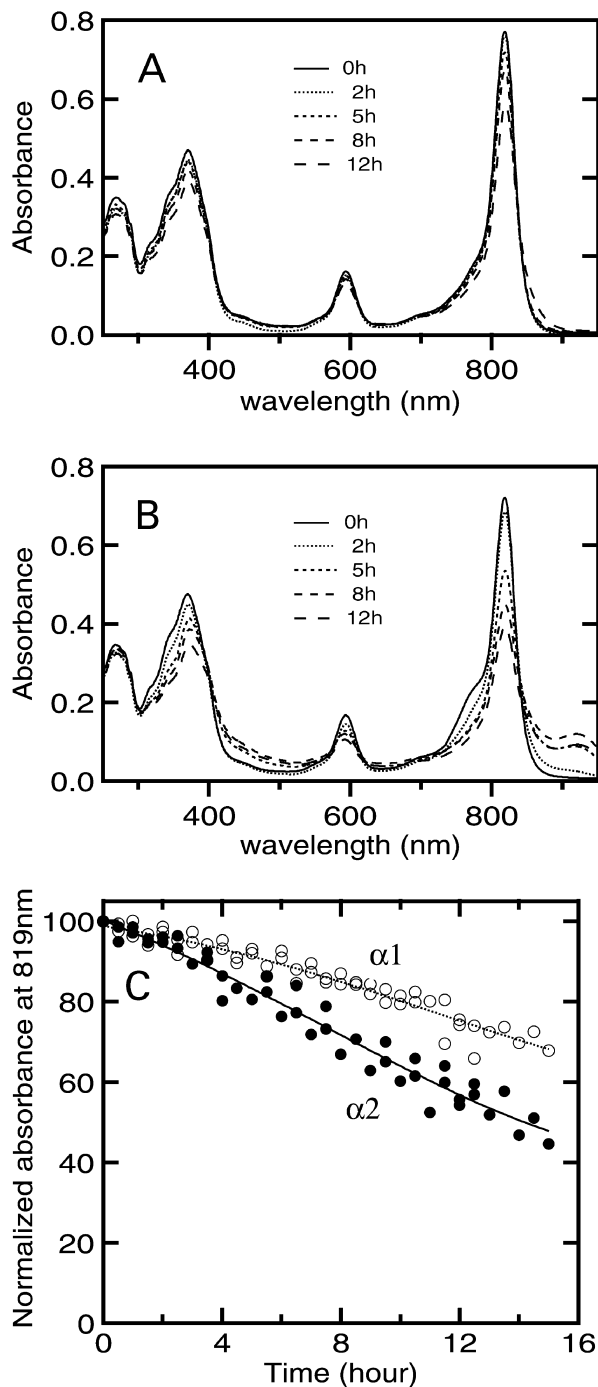 0.8
0.6
0.4
0.2
0.0
Absorbance
A
0h
2h
5h
8h
12h
400
600
800
wavelength (nm)
0.8
0.6
0.4
0.2
0.0
Absorbance
B
0h
2h
5h
8h
12h
400
600
800
wavelength (nm)
100
80
60
40
20
0
Normalized absorbance at 819nm
C
α1
α2
0
4
8
12
16
Time (hour)